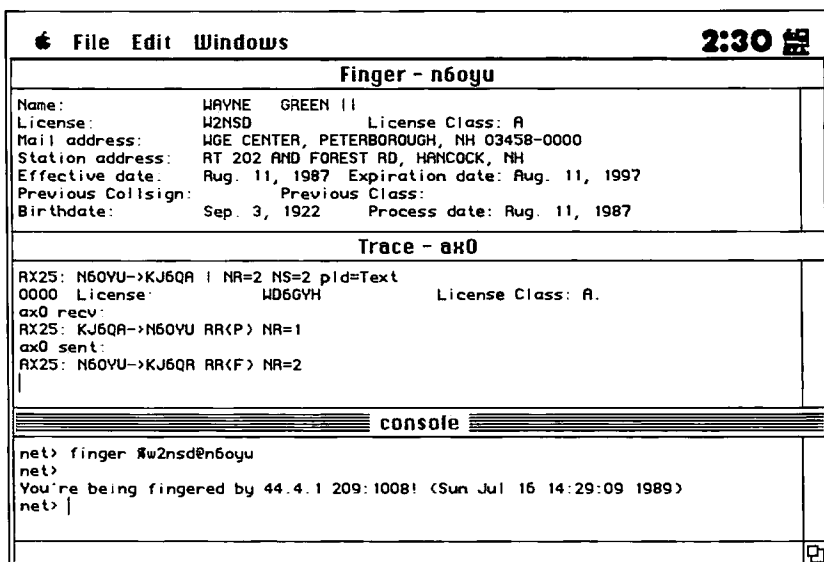 File Edit Windows 2:30
Finger - n6oyu
Name: WAYNE GREEN II
License: W2NSD License Class: A
Mail address: WGE CENTER, PETERBOROUGH, NH 03458-0000
Station address: RT 202 AND FOREST RD, HANCOCK, NH
Effective date: Aug. 11, 1987 Expiration date: Aug. 11, 1997
Previous Callsign: Previous Class:
Birthdate: Sep. 3, 1922 Process date: Aug. 11, 1987
Trace - ax0
AX25: N6OYU->KJ6QA I NR=2 NS=2 pid=Text
0000 License: WD6GYH License Class: A.
ax0 recv:
AX25: KJ6QA->N6OYU RR(P) NR=1
ax0 sent:
AX25: N6OYU->KJ6QA RR(F) NR=2
console
net> finger %w2nsd@n6oyu
net>
You're being fingered by 44.4.1.209:1008! (Sun Jul 16 14:29:09 1989)
net>